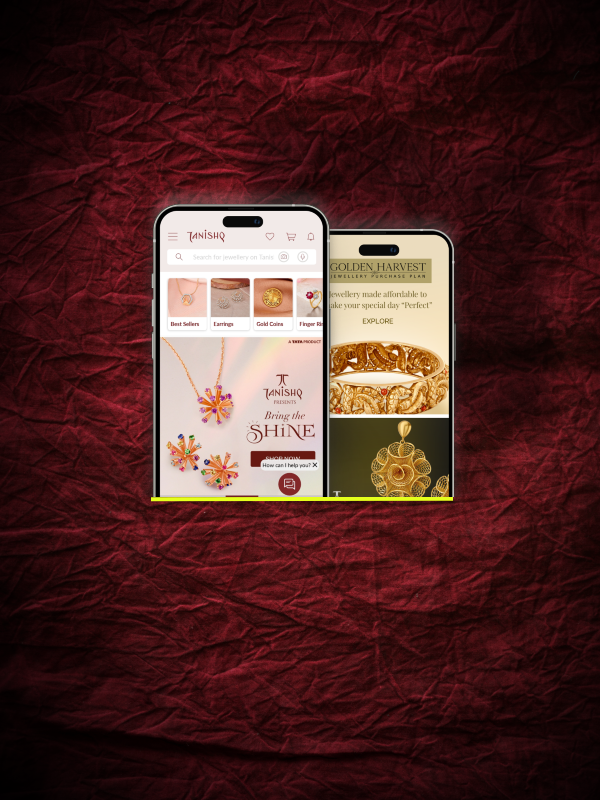 TANISHQ
Search for jewellery on Tanis
Best Sellers
Earrings
Gold Coins
Finger Rin
A TATA PRODUCT
TANISHQ
PRESENTS
Bring the
SHINE
SHOP NOW
How can I help you? ✕
GOLDEN HARVEST
JEWELLERY PURCHASE PLAN
Jewellery made affordable to
ake your special day “Perfect”
EXPLORE